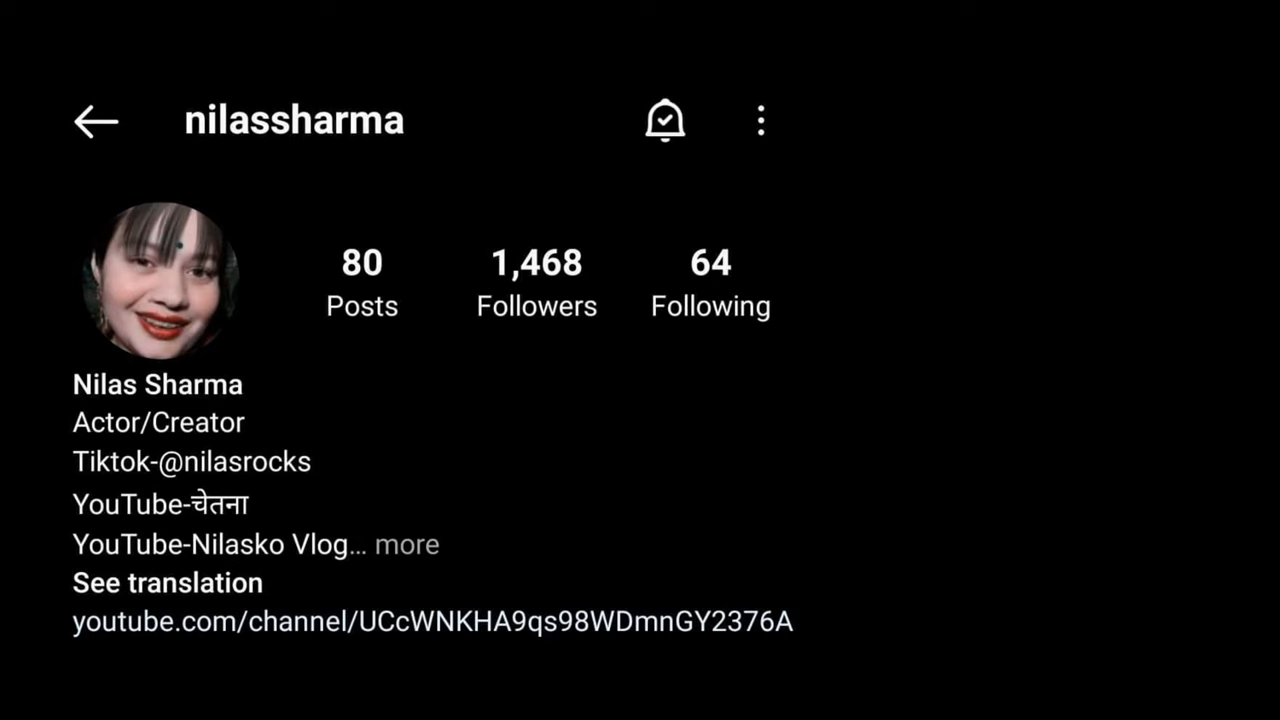 nilassharma
80 1,468 64
Posts Followers Following
Nilas Sharma
Actor/Creator
Tiktok-@nilasrocks
YouTube-चेतना
YouTube-Nilasko Vlog... more
See translation
youtube.com/channel/UCcWNKHA9qs98WDmnGY2376A